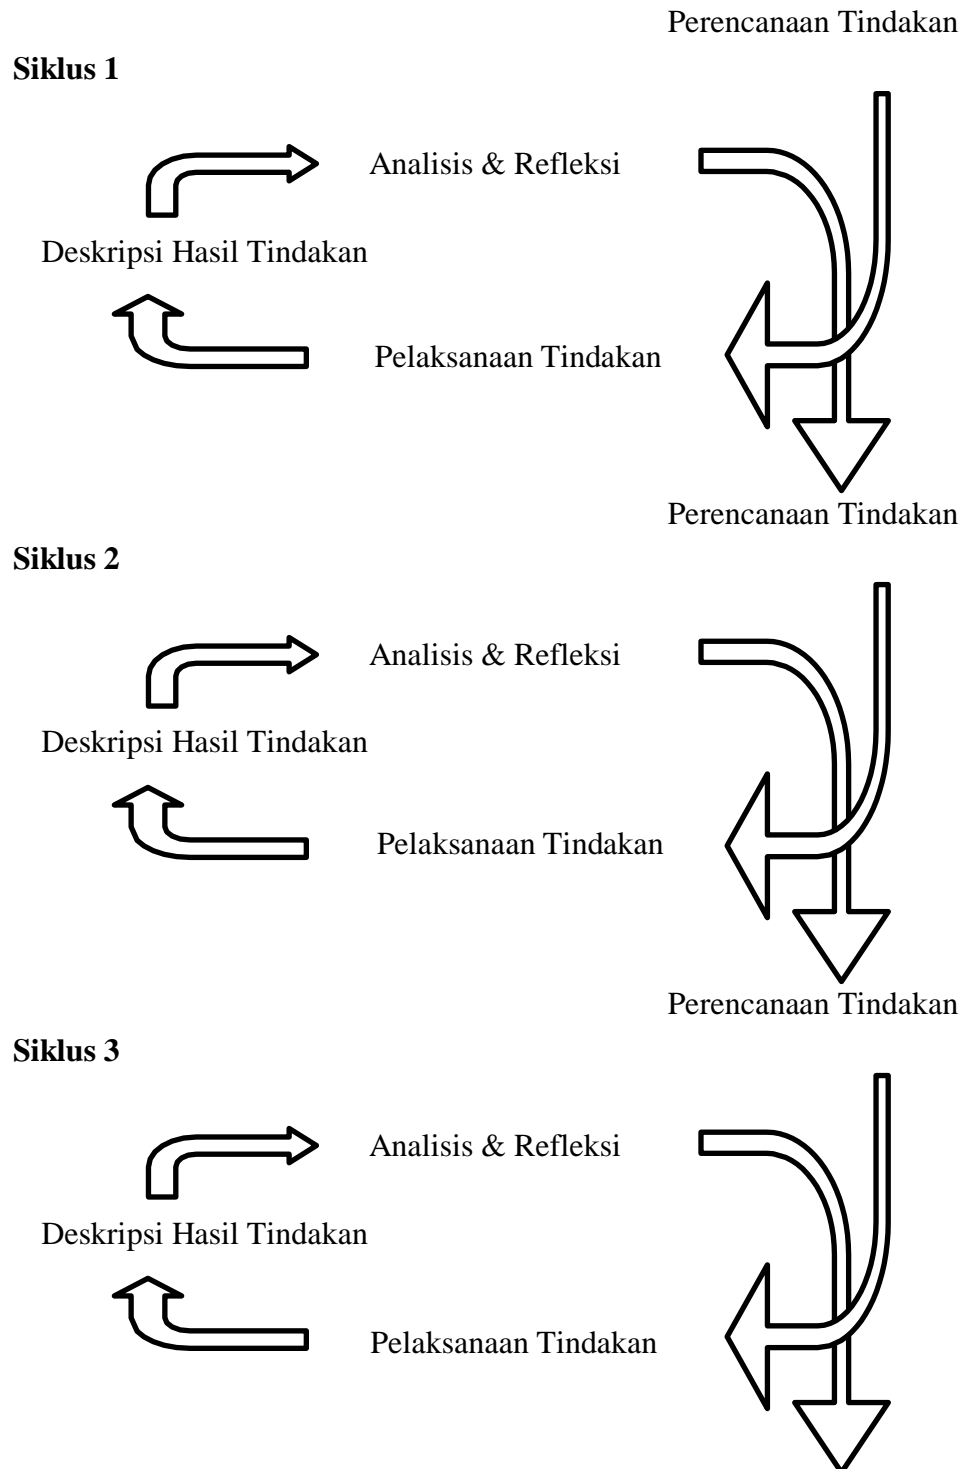 Perencanaan Tindakan
Siklus 1
Analisis & Refleksi
Deskripsi Hasil Tindakan
Pelaksanaan Tindakan
Perencanaan Tindakan
Siklus 2
Analisis & Refleksi
Deskripsi Hasil Tindakan
Pelaksanaan Tindakan
Perencanaan Tindakan
Siklus 3
Analisis & Refleksi
Deskripsi Hasil Tindakan
Pelaksanaan Tindakan